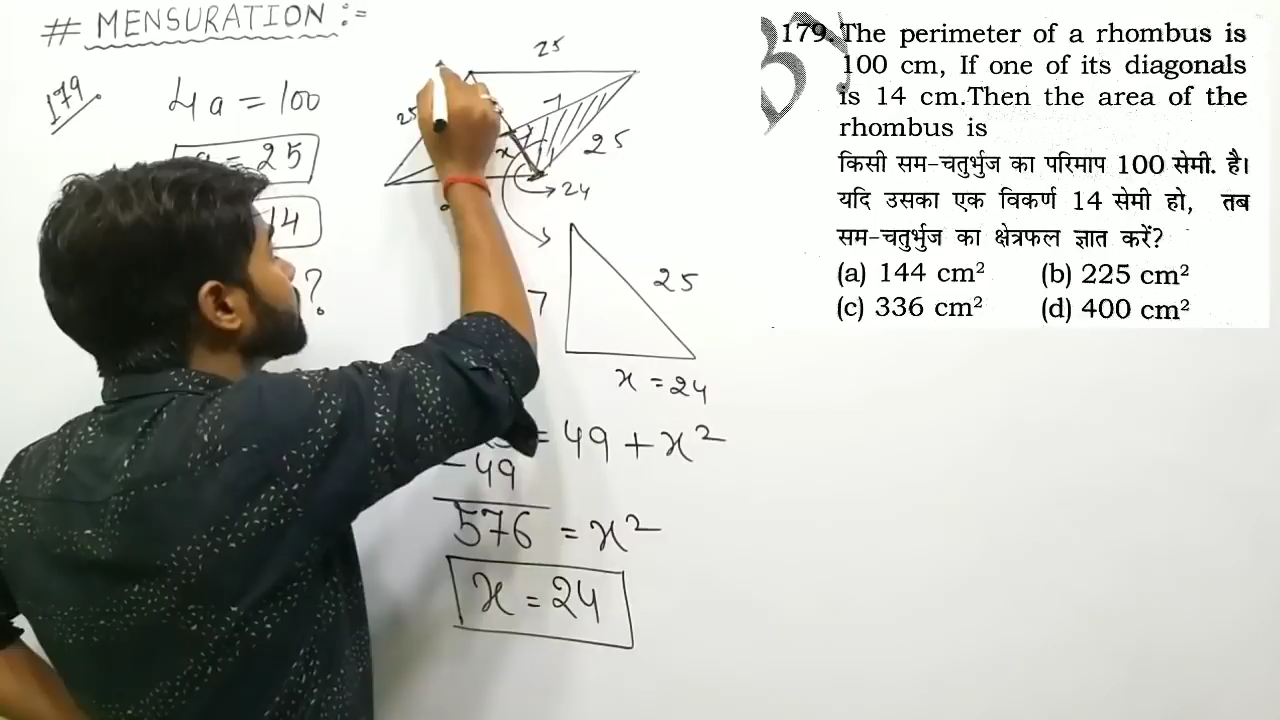 # MENSURATION :-
179.
4a = 100
= 25
14
?
25
25
7
25
x
24
7
25
x = 24
= 49 + x²
- 49
576 = x²
x = 24
179. The perimeter of a rhombus is
100 cm, If one of its diagonals
is 14 cm.Then the area of the
rhombus is
किसी सम-चतुर्भुज का परिमाप 100 सेमी. है।
यदि उसका एक विकर्ण 14 सेमी हो, तब
सम-चतुर्भुज का क्षेत्रफल ज्ञात करें?
(a) 144 cm² (b) 225 cm²
(c) 336 cm² (d) 400 cm²